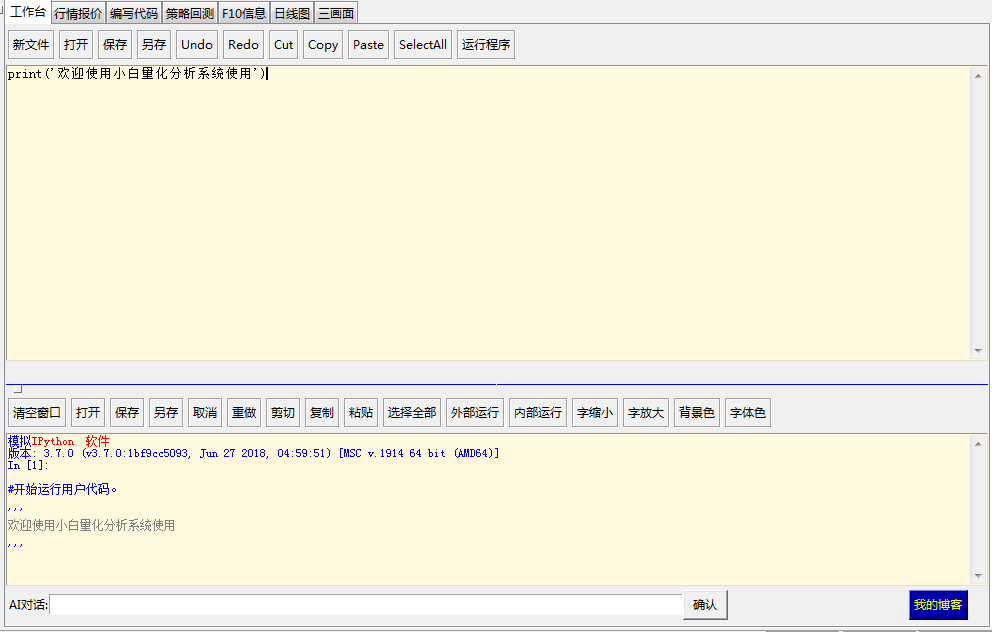 工作台 行情报价 编写代码 策略回测 F10信息 日线图 三画面
新文件 打开 保存 另存 Undo Redo Cut Copy Paste SelectAll 运行程序
print('欢迎使用小白量化分析系统使用')
清空窗口 打开 保存 另存 取消 重做 剪切 复制 粘贴 选择全部 外部运行 内部运行 字缩小 字放大 背景色 字体色
模拟IPython 软件
版本: 3.7.0 (v3.7.0:1bf9cc5093, Jun 27 2018, 04:59:51) [MSC v.1914 64 bit (AMD64)]
In [1]:
#开始运行用户代码。
'''
欢迎使用小白量化分析系统使用
'''
AI对话: 确认 我的博客